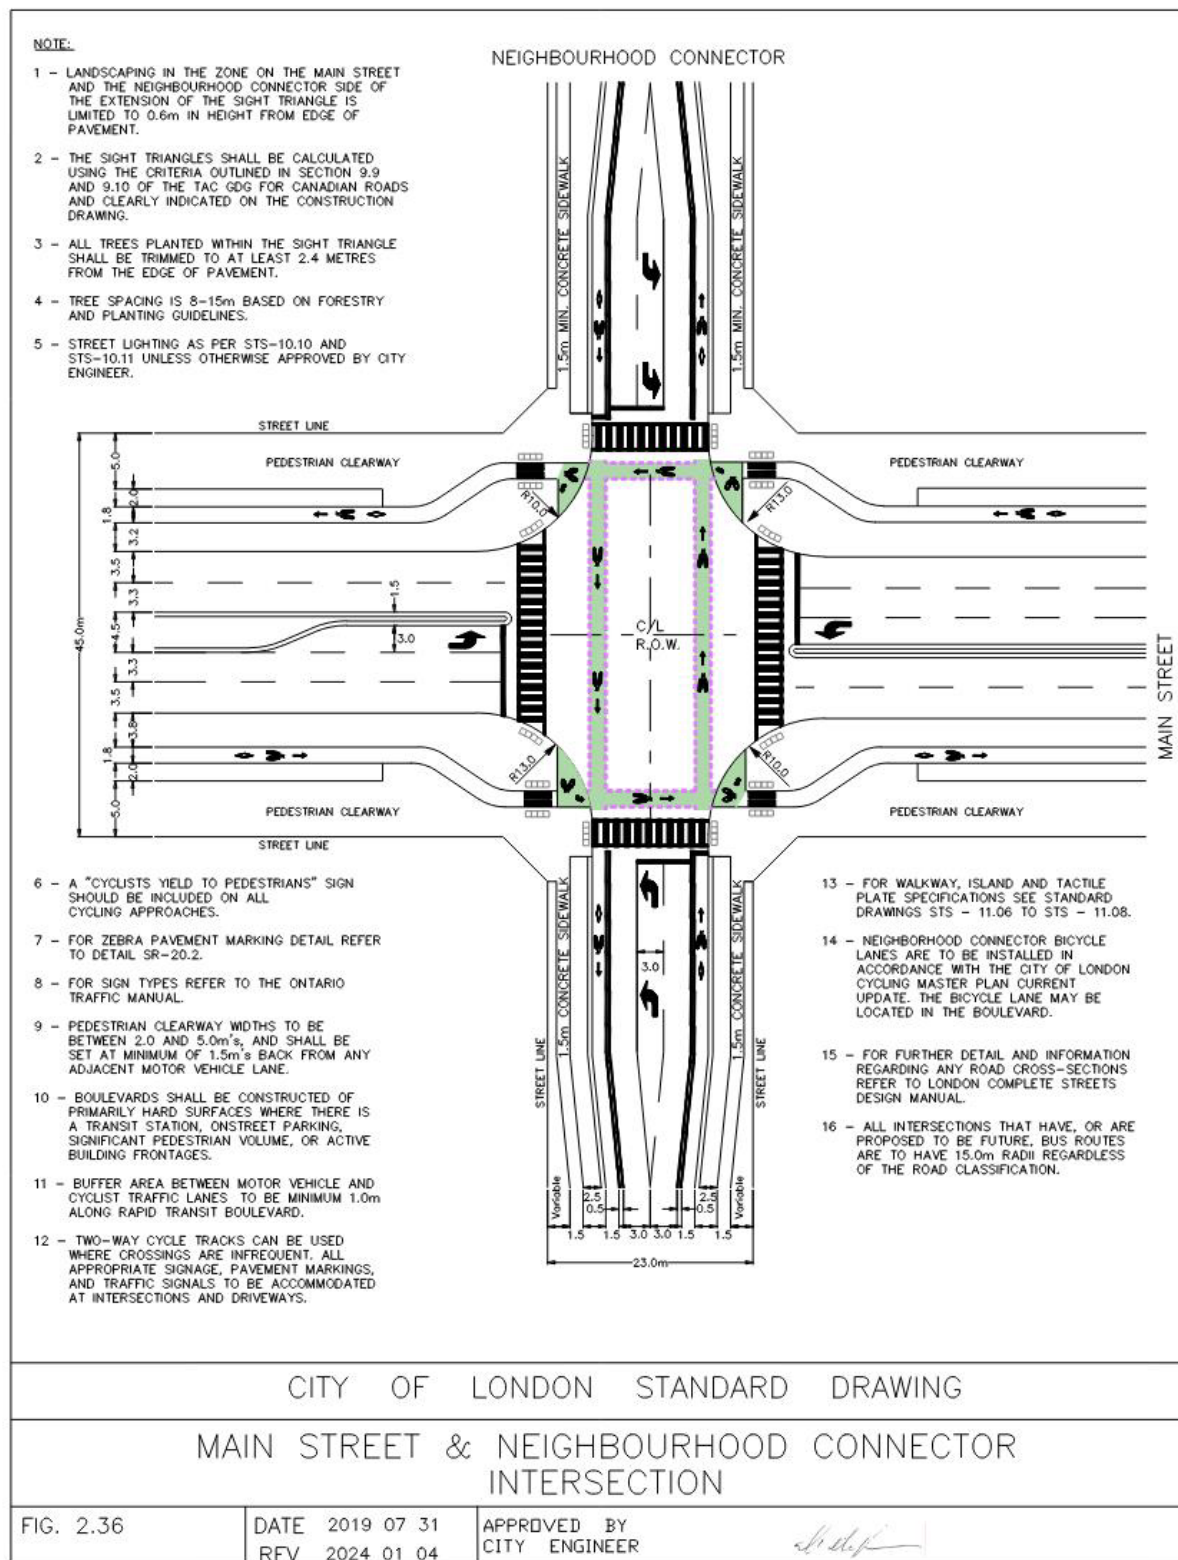 NOTE:
1 - LANDSCAPING IN THE ZONE ON THE MAIN STREET
AND THE NEIGHBOURHOOD CONNECTOR SIDE OF
THE EXTENSION OF THE SIGHT TRIANGLE IS
LIMITED TO 0.6m IN HEIGHT FROM EDGE OF
PAVEMENT.
2 - THE SIGHT TRIANGLES SHALL BE CALCULATED
USING THE CRITERIA OUTLINED IN SECTION 9.9
AND 9.10 OF THE TAC GDG FOR CANADIAN ROADS
AND CLEARLY INDICATED ON THE CONSTRUCTION
DRAWING.
3 - ALL TREES PLANTED WITHIN THE SIGHT TRIANGLE
SHALL BE TRIMMED TO AT LEAST 2.4 METRES
FROM THE EDGE OF PAVEMENT.
4 - TREE SPACING IS 8-15m BASED ON FORESTRY
AND PLANTING GUIDELINES.
5 - STREET LIGHTING AS PER STS-10.10 AND
STS-10.11 UNLESS OTHERWISE APPROVED BY CITY
ENGINEER.
NEIGHBOURHOOD CONNECTOR
1.5m MIN. CONCRETE SIDEWALK
1.5m MIN. CONCRETE SIDEWALK
STREET LINE
PEDESTRIAN CLEARWAY
PEDESTRIAN CLEARWAY
45.0m
5.0
2.0
1.8
3.2
3.5
3.3
4.5
3.3
3.5
3.8
1.8
2.0
5.0
1.5
3.0
R10.0
R13.0
C/L
R.O.W.
R13.0
R10.0
MAIN STREET
PEDESTRIAN CLEARWAY
PEDESTRIAN CLEARWAY
STREET LINE
6 - A "CYCLISTS YIELD TO PEDESTRIANS" SIGN
SHOULD BE INCLUDED ON ALL
CYCLING APPROACHES.
7 - FOR ZEBRA PAVEMENT MARKING DETAIL REFER
TO DETAIL SR-20.2.
8 - FOR SIGN TYPES REFER TO THE ONTARIO
TRAFFIC MANUAL.
9 - PEDESTRIAN CLEARWAY WIDTHS TO BE
BETWEEN 2.0 AND 5.0m's, AND SHALL BE
SET AT MINIMUM OF 1.5m's BACK FROM ANY
ADJACENT MOTOR VEHICLE LANE.
10 - BOULEVARDS SHALL BE CONSTRUCTED OF
PRIMARILY HARD SURFACES WHERE THERE IS
A TRANSIT STATION, ONSTREET PARKING,
SIGNIFICANT PEDESTRIAN VOLUME, OR ACTIVE
BUILDING FRONTAGES.
11 - BUFFER AREA BETWEEN MOTOR VEHICLE AND
CYCLIST TRAFFIC LANES TO BE MINIMUM 1.0m
ALONG RAPID TRANSIT BOULEVARD.
12 - TWO-WAY CYCLE TRACKS CAN BE USED
WHERE CROSSINGS ARE INFREQUENT. ALL
APPROPRIATE SIGNAGE, PAVEMENT MARKINGS,
AND TRAFFIC SIGNALS TO BE ACCOMMODATED
AT INTERSECTIONS AND DRIVEWAYS.
STREET LINE
1.5m CONCRETE SIDEWALK
3.0
1.5m CONCRETE SIDEWALK
STREET LINE
Variable
2.5
0.5
2.5
0.5
Variable
1.5 1.5 3.0 3.0 1.5 1.5
23.0m
13 - FOR WALKWAY, ISLAND AND TACTILE
PLATE SPECIFICATIONS SEE STANDARD
DRAWINGS STS - 11.06 TO STS - 11.08.
14 - NEIGHBORHOOD CONNECTOR BICYCLE
LANES ARE TO BE INSTALLED IN
ACCORDANCE WITH THE CITY OF LONDON
CYCLING MASTER PLAN CURRENT
UPDATE. THE BICYCLE LANE MAY BE
LOCATED IN THE BOULEVARD.
15 - FOR FURTHER DETAIL AND INFORMATION
REGARDING ANY ROAD CROSS-SECTIONS
REFER TO LONDON COMPLETE STREETS
DESIGN MANUAL.
16 - ALL INTERSECTIONS THAT HAVE, OR ARE
PROPOSED TO BE FUTURE, BUS ROUTES
ARE TO HAVE 15.0m RADII REGARDLESS
OF THE ROAD CLASSIFICATION.
CITY OF LONDON STANDARD DRAWING
MAIN STREET & NEIGHBOURHOOD CONNECTOR
INTERSECTION
FIG. 2.36
DATE 2019 07 31
REV 2024 01 04
APPROVED BY
CITY ENGINEER